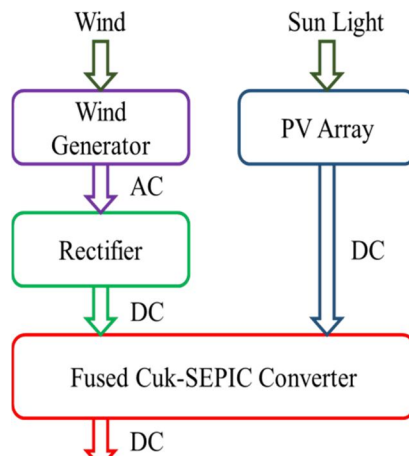 Wind
Sun Light
Wind
Generator
PV Array
AC
Rectifier
DC
DC
Fused Cuk-SEPIC Converter
DC